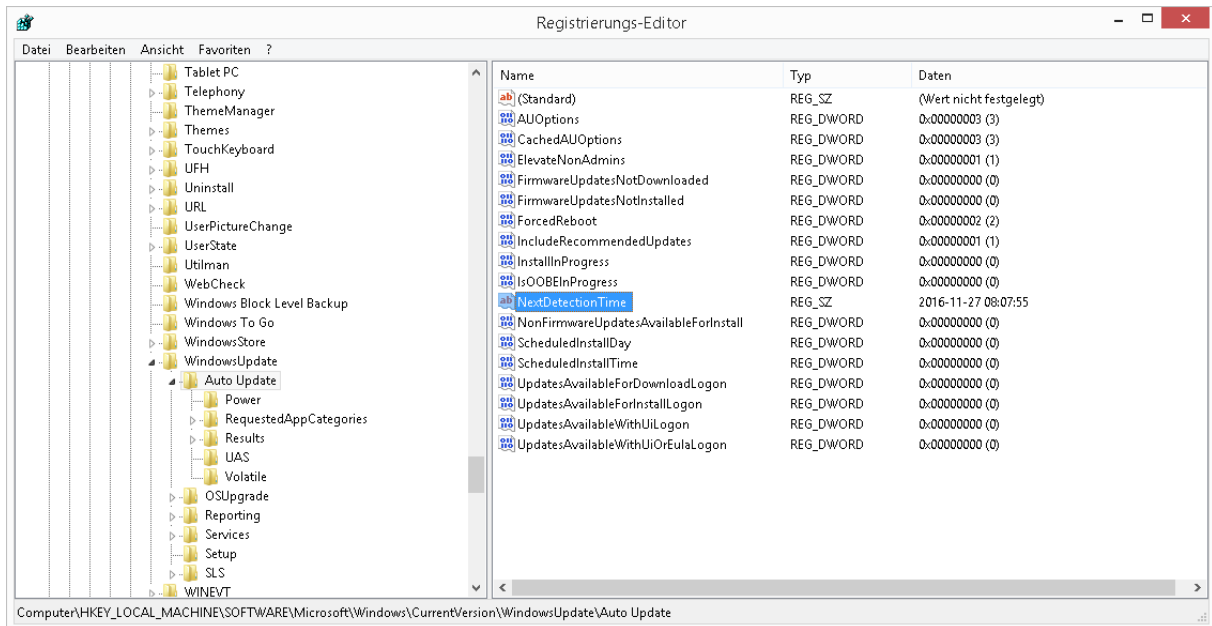 Registrierungs-Editor
Datei Bearbeiten Ansicht Favoriten ?
Tablet PC
Telephony
ThemeManager
Themes
TouchKeyboard
UFH
Uninstall
URL
UserPictureChange
UserState
Utilman
WebCheck
Windows Block Level Backup
Windows To Go
WindowsStore
WindowsUpdate
Auto Update
Power
RequestedAppCategories
Results
UAS
Volatile
OSUpgrade
Reporting
Services
Setup
SLS
WINEVT
Name Typ Daten
(Standard) REG_SZ (Wert nicht festgelegt)
AUOptions REG_DWORD 0x00000003 (3)
CachedAUOptions REG_DWORD 0x00000003 (3)
ElevateNonAdmins REG_DWORD 0x00000001 (1)
FirmwareUpdatesNotDownloaded REG_DWORD 0x00000000 (0)
FirmwareUpdatesNotInstalled REG_DWORD 0x00000000 (0)
ForcedReboot REG_DWORD 0x00000002 (2)
IncludeRecommendedUpdates REG_DWORD 0x00000001 (1)
InstallInProgress REG_DWORD 0x00000000 (0)
IsOOBEInProgress REG_DWORD 0x00000000 (0)
NextDetectionTime REG_SZ 2016-11-27 08:07:55
NonFirmwareUpdatesAvailableForInstall REG_DWORD 0x00000000 (0)
ScheduledInstallDay REG_DWORD 0x00000000 (0)
ScheduledInstallTime REG_DWORD 0x00000000 (0)
UpdatesAvailableForDownloadLogon REG_DWORD 0x00000000 (0)
UpdatesAvailableForInstallLogon REG_DWORD 0x00000000 (0)
UpdatesAvailableWithUiLogon REG_DWORD 0x00000000 (0)
UpdatesAvailableWithUiOrEulaLogon REG_DWORD 0x00000000 (0)
Computer\HKEY_LOCAL_MACHINE\SOFTWARE\Microsoft\Windows\CurrentVersion\WindowsUpdate\Auto Update